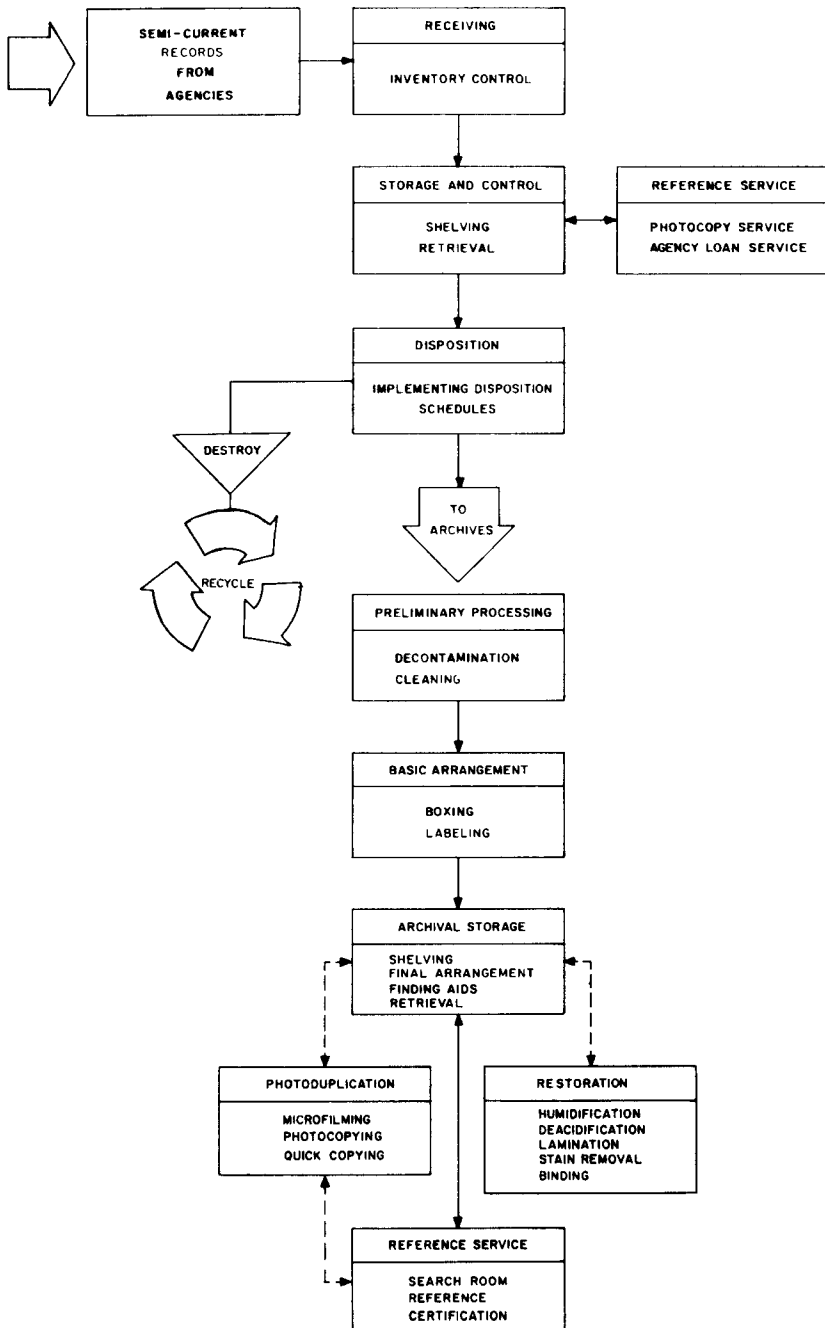 SEMI-CURRENT
RECORDS
FROM
AGENCIES
RECEIVING
INVENTORY CONTROL
STORAGE AND CONTROL
SHELVING
RETRIEVAL
REFERENCE SERVICE
PHOTOCOPY SERVICE
AGENCY LOAN SERVICE
DISPOSITION
IMPLEMENTING DISPOSITION
SCHEDULES
DESTROY
RECYCLE
TO
ARCHIVES
PRELIMINARY PROCESSING
DECONTAMINATION
CLEANING
BASIC ARRANGEMENT
BOXING
LABELING
ARCHIVAL STORAGE
SHELVING
FINAL ARRANGEMENT
FINDING AIDS
RETRIEVAL
PHOTODUPLICATION
MICROFILMING
PHOTOCOPYING
QUICK COPYING
RESTORATION
HUMIDIFICATION
DEACIDIFICATION
LAMINATION
STAIN REMOVAL
BINDING
REFERENCE SERVICE
SEARCH ROOM
REFERENCE
CERTIFICATION